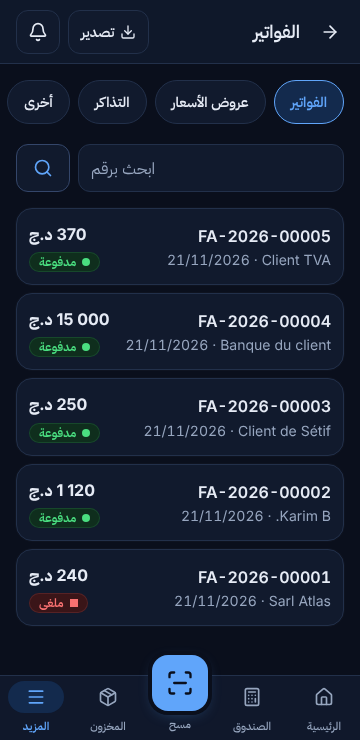 الفواتير
تصدير
الفواتير
عروض الأسعار
التذاكر
أخرى
ابحث برقم
FA-2026-00005
370 د.ج
21/11/2026 · Client TVA
مدفوعة
FA-2026-00004
15 000 د.ج
21/11/2026 · Banque du client
مدفوعة
FA-2026-00003
250 د.ج
21/11/2026 · Client de Sétif
مدفوعة
FA-2026-00002
1 120 د.ج
21/11/2026 · .Karim B
مدفوعة
FA-2026-00001
240 د.ج
21/11/2026 · Sarl Atlas
ملغى
الرئيسية
الصندوق
مسح
المخزون
المزيد